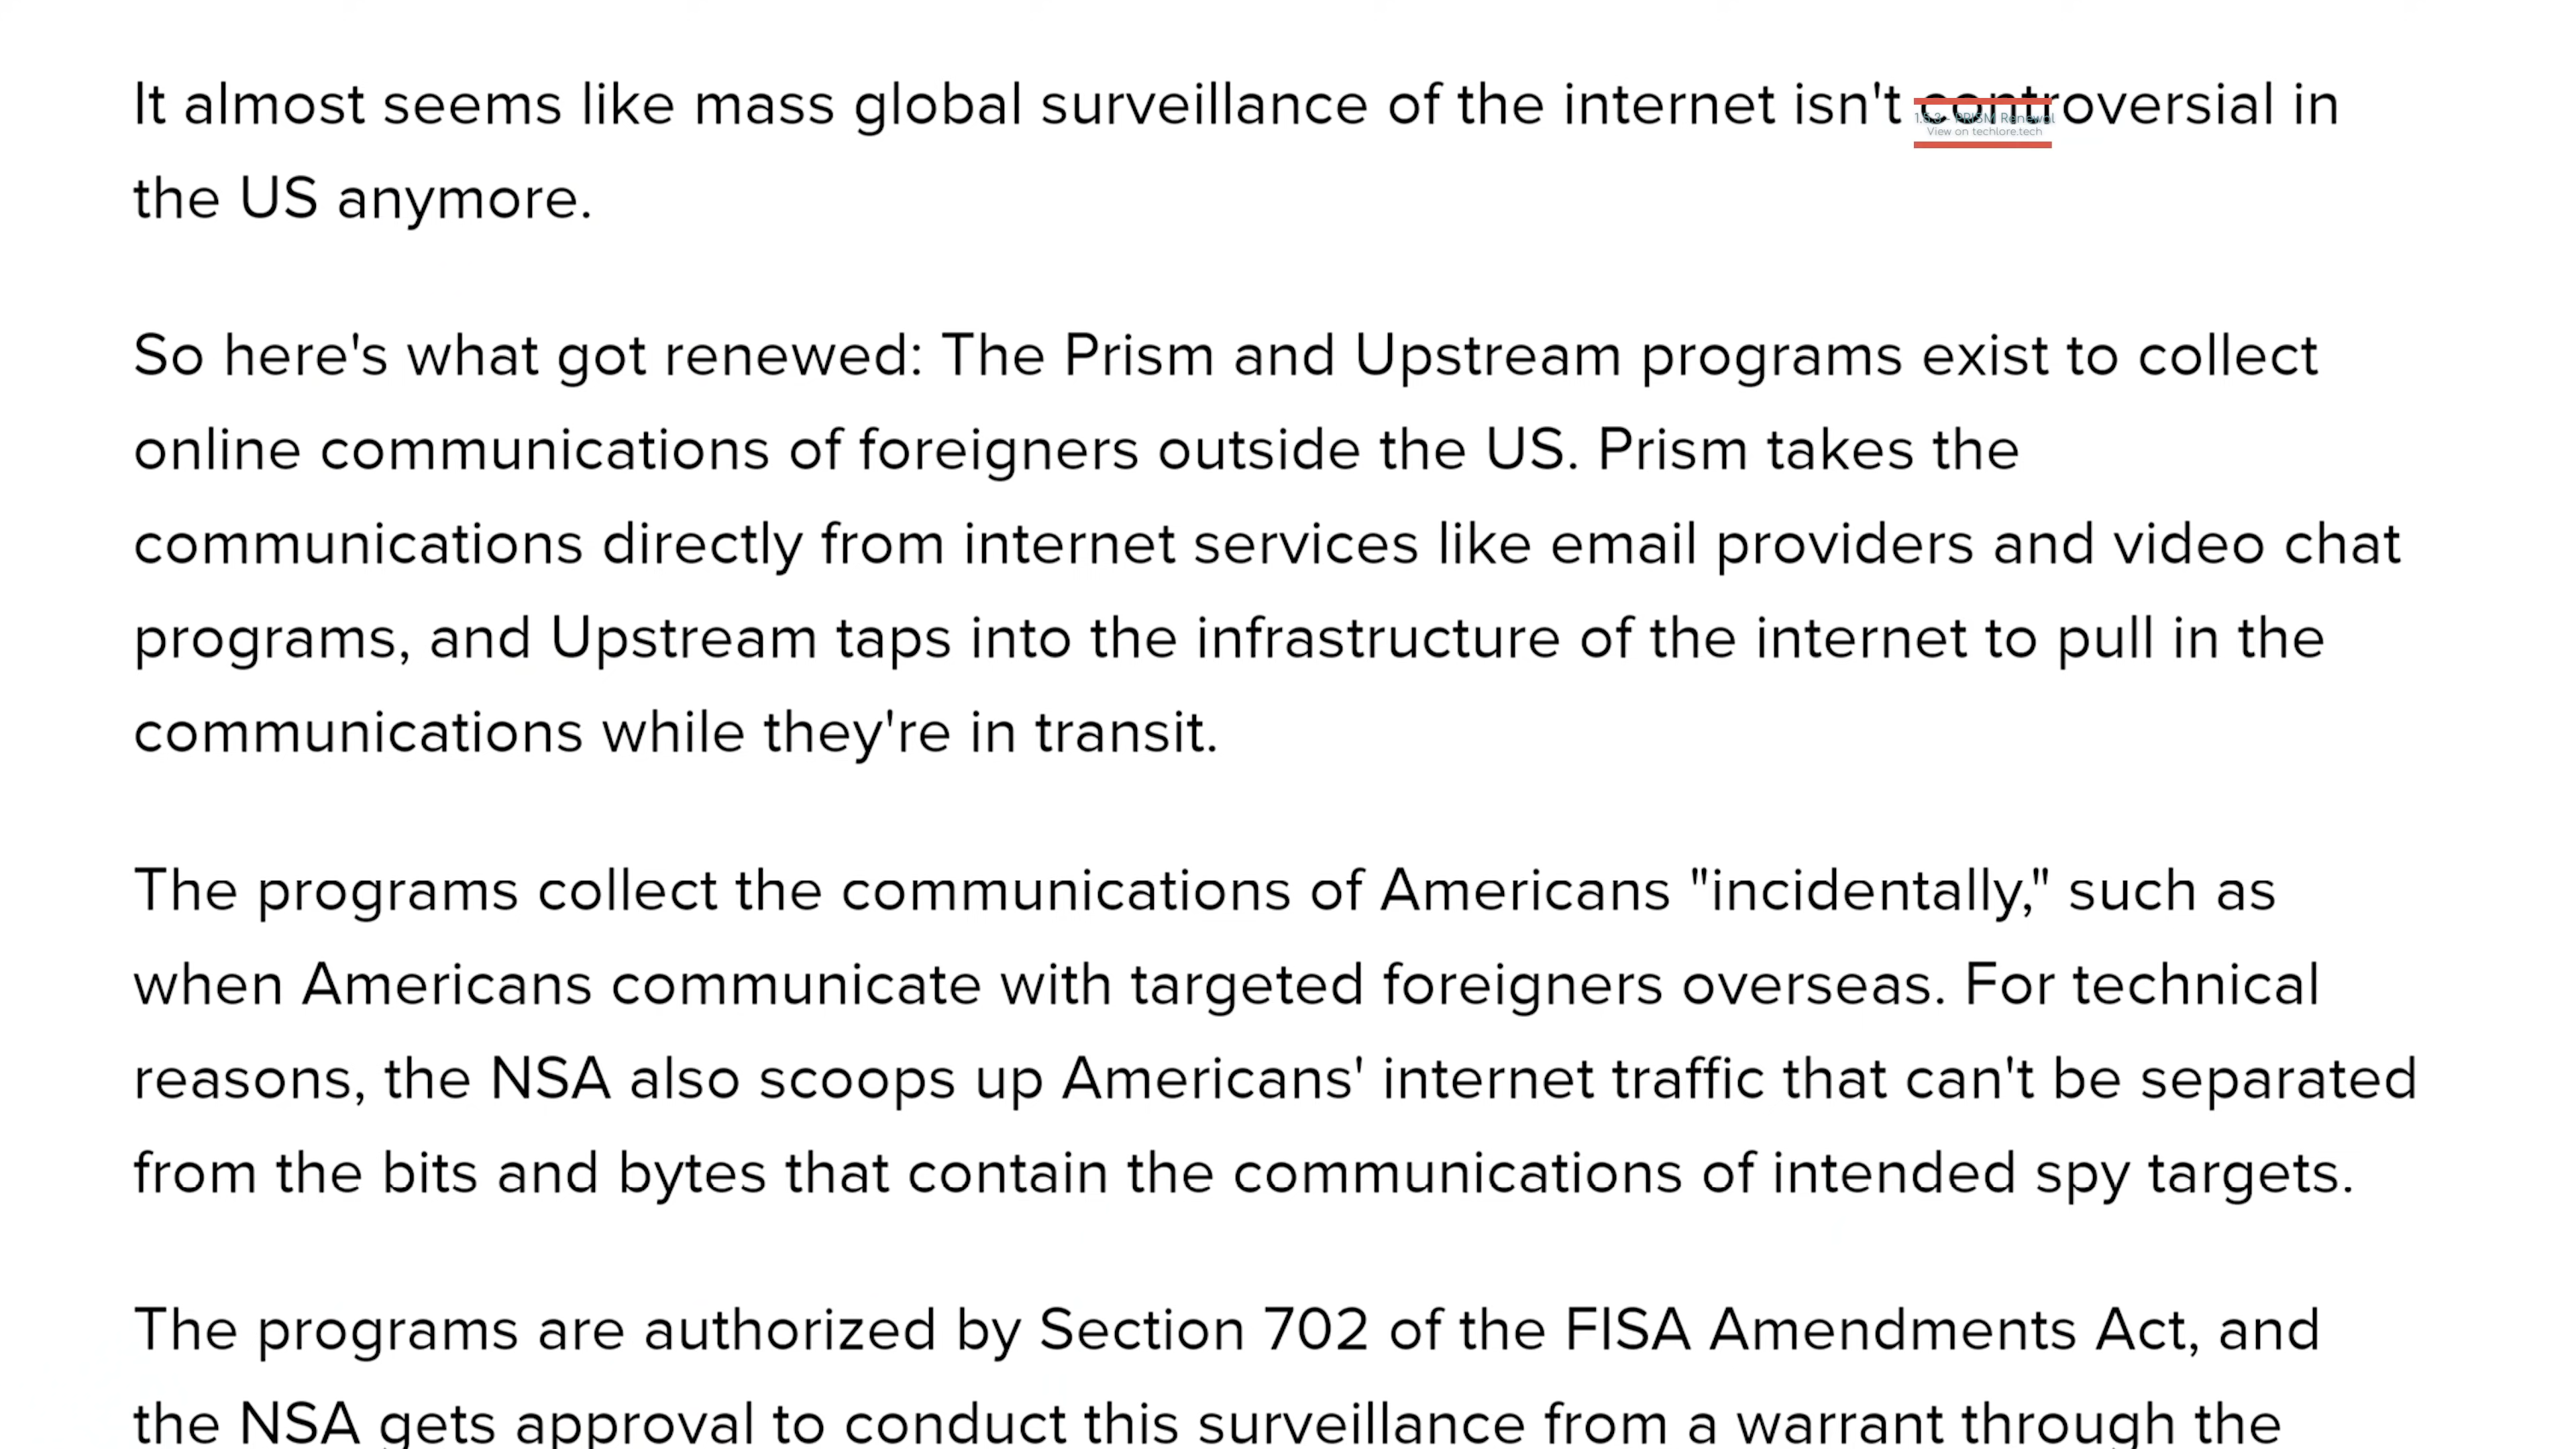 It almost seems like mass global surveillance of the internet isn't controversial in
1.6.3 - PRISM Renewal
View on techlore.tech
the US anymore.
So here's what got renewed: The Prism and Upstream programs exist to collect
online communications of foreigners outside the US. Prism takes the
communications directly from internet services like email providers and video chat
programs, and Upstream taps into the infrastructure of the internet to pull in the
communications while they're in transit.
The programs collect the communications of Americans "incidentally," such as
when Americans communicate with targeted foreigners overseas. For technical
reasons, the NSA also scoops up Americans' internet traffic that can't be separated
from the bits and bytes that contain the communications of intended spy targets.
The programs are authorized by Section 702 of the FISA Amendments Act, and
the NSA gets approval to conduct this surveillance from a warrant through the